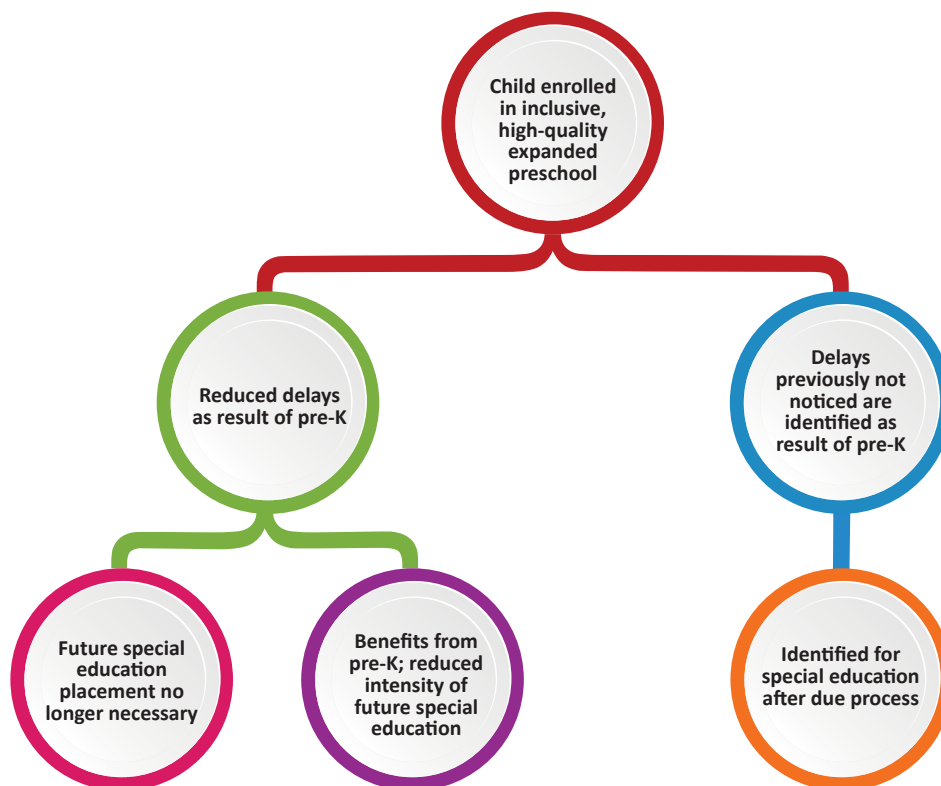 Child enrolled
in inclusive,
high-quality
expanded
preschool
Reduced delays
as result of pre-K
Delays
previously not
noticed are
identified as
result of pre-K
Future special
education
placement no
longer necessary
Benefits from
pre-K; reduced
intensity of
future special
education
Identified for
special education
after due process